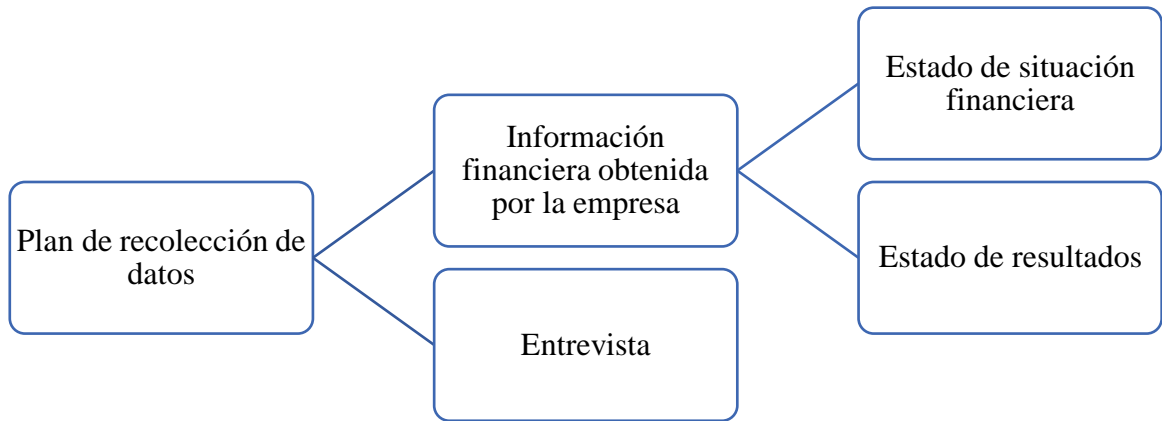 Plan de recolección de
datos
Información
financiera obtenida
por la empresa
Entrevista
Estado de situación
financiera
Estado de resultados